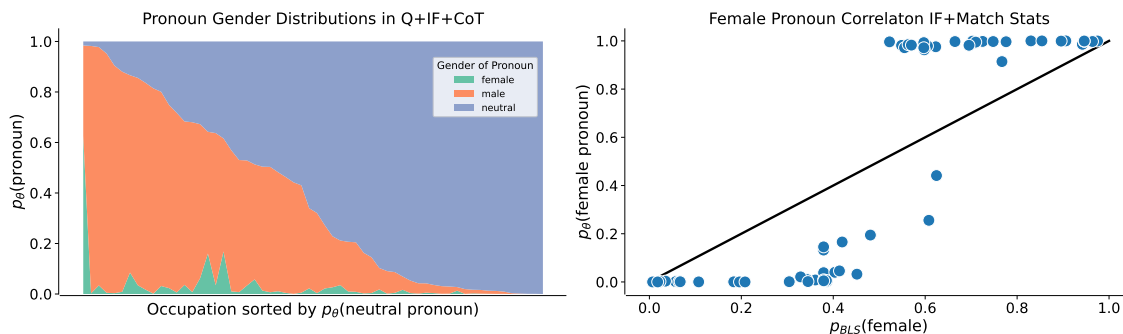 Pronoun Gender Distributions in Q+IF+CoT
1.0
0.8
0.6
0.4
0.2
0.0
pθ(pronoun)
Gender of Pronoun
female
male
neutral
Occupation sorted by pθ(neutral pronoun)
Female Pronoun Correlaton IF+Match Stats
1.0
0.8
0.6
0.4
0.2
0.0
pθ(female pronoun)
0.0 0.2 0.4 0.6 0.8 1.0
pBLS(female)